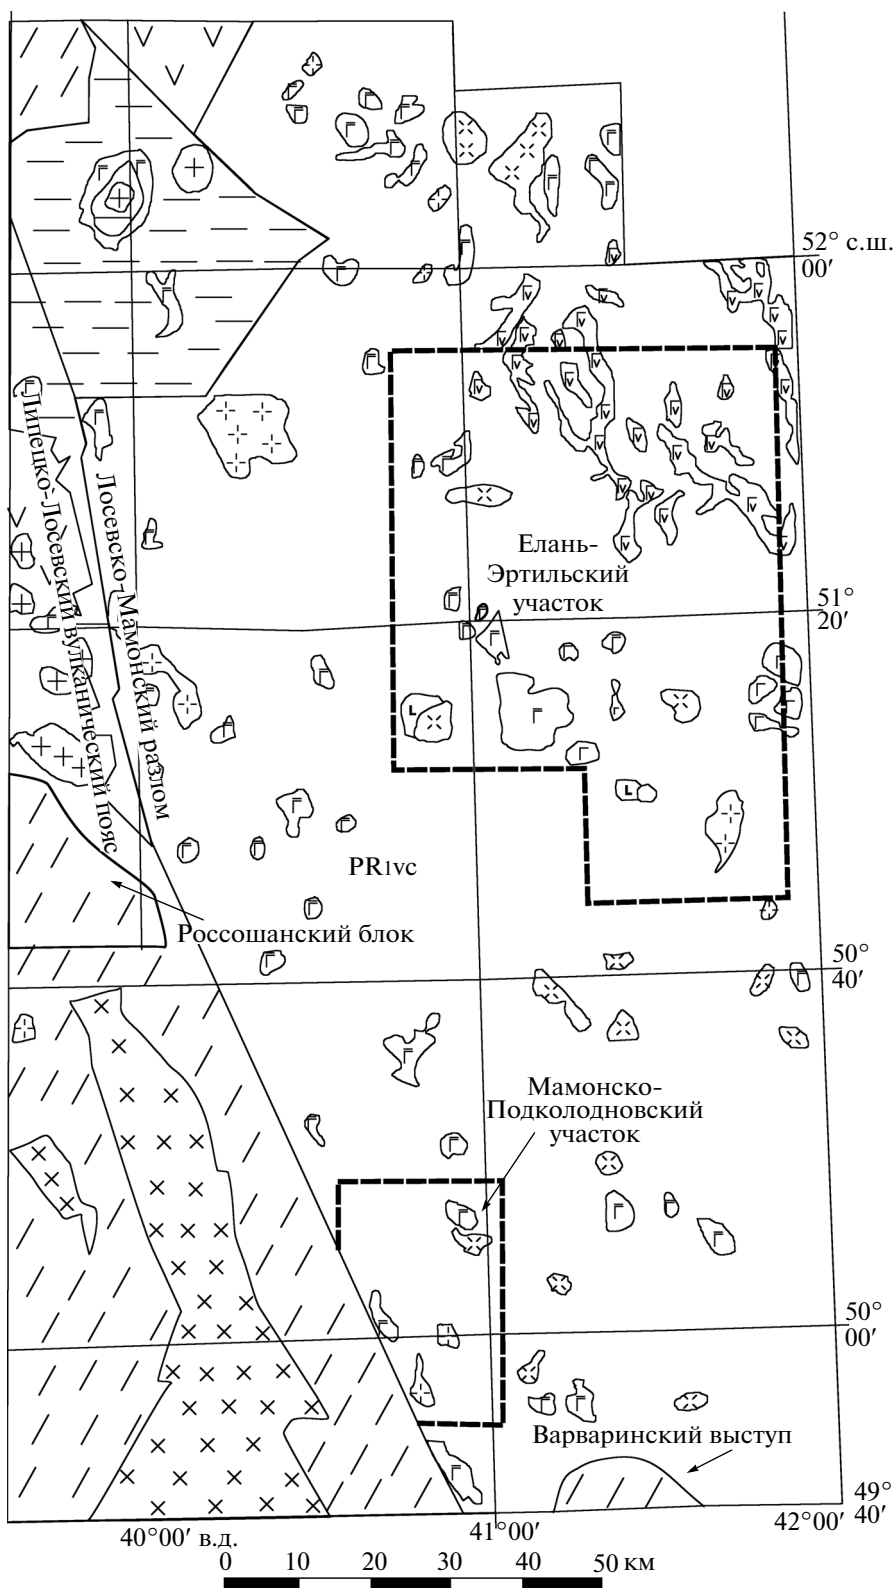 52° с.ш.
00′
Липецко-Лосевский вулканический пояс
Лосевско-Мамонский разлом
Елань-
Эртильский
участок
51°
20′
PR1vc
Россошанский блок
50°
40′
Мамонско-
Подколодновский
участок
50°
00′
Варваринский выступ
49°
40′
40°00′ в.д.
41°00′
42°00′
0 10 20 30 40 50 км